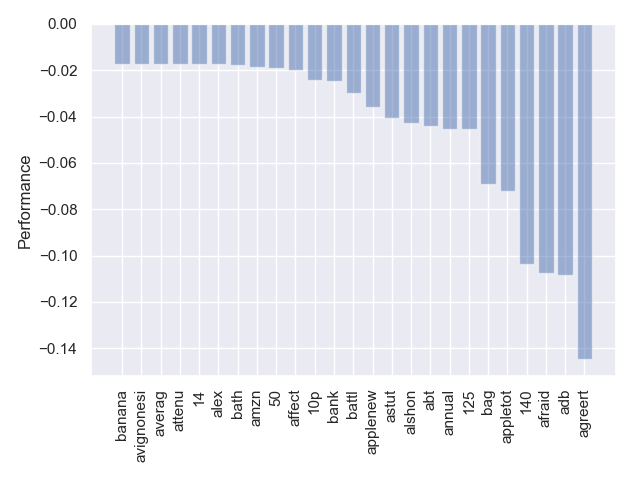 0.00
−0.02
−0.04
−0.06
−0.08
−0.10
−0.12
−0.14
Performance
banana
avignonesi
averag
attenu
14
alex
bath
amzn
50
affect
10p
bank
battl
applenew
astut
alshon
abt
annual
125
bag
appletot
140
afraid
adb
agreert